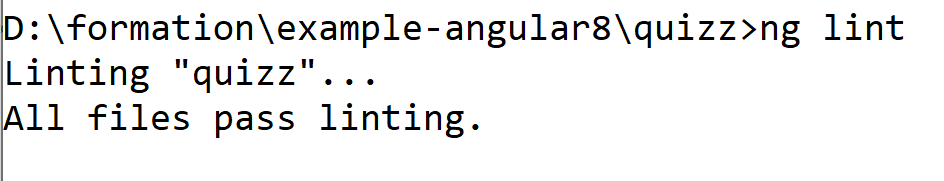 D:\formation\example-angular8\quizz>ng lint
Linting "quizz"...
All files pass linting.